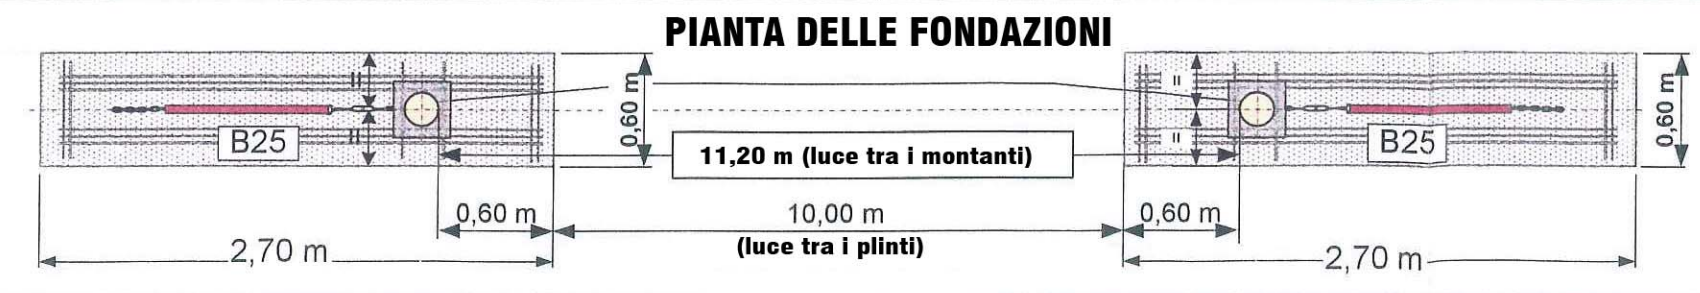 PIANTA DELLE FONDAZIONI
=
=
0,60 m
=
=
0,60 m
B25
B25
11,20 m (luce tra i montanti)
0,60 m
10,00 m
0,60 m
(luce tra i plinti)
2,70 m
2,70 m